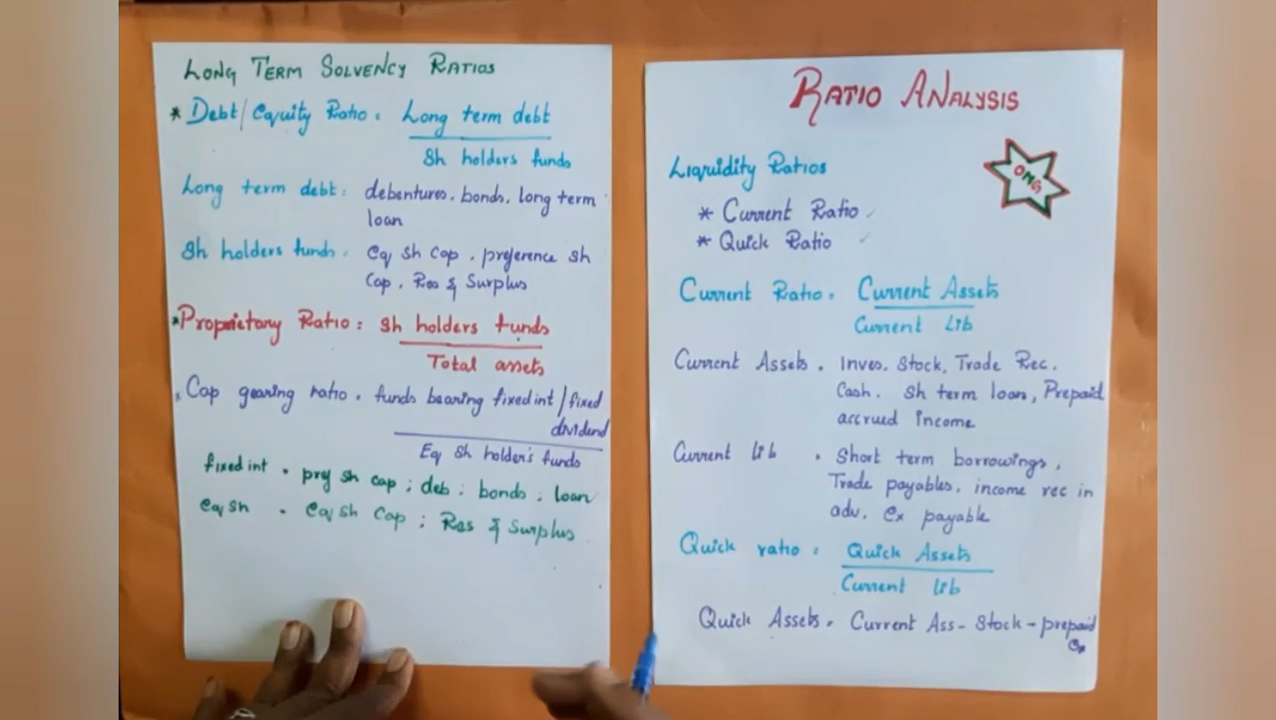 Long Term Solvency Ratios
* Debt/Equity Ratio = Long term debt
Sh holders funds
Long term debt = debentures, bonds, long term
loan
Sh holders funds = Eq Sh Cap, preference Sh
Cap, Res & Surplus
* Proprietary Ratio = Sh holders funds
Total assets
* Cap gearing ratio = funds bearing fixed int/fixed
dividend
Eq Sh holder's funds
fixed int = pref sh cap ; deb ; bonds ; loan
Eq Sh = Eq Sh Cap ; Res & Surplus
Ratio Analysis
OMG
Liquidity Ratios
* Current Ratio
* Quick Ratio
Current Ratio = Current Assets
Current Lib
Current Assets = Inves, Stock, Trade Rec,
Cash, Sh term loan, Prepaid
accrued Income
Current Lib = Short term borrowings,
Trade payables, income rec in
adv, Ex payable
Quick ratio = Quick Assets
Current Lib
Quick Assets = Current Ass - Stock - prepaid
Ex